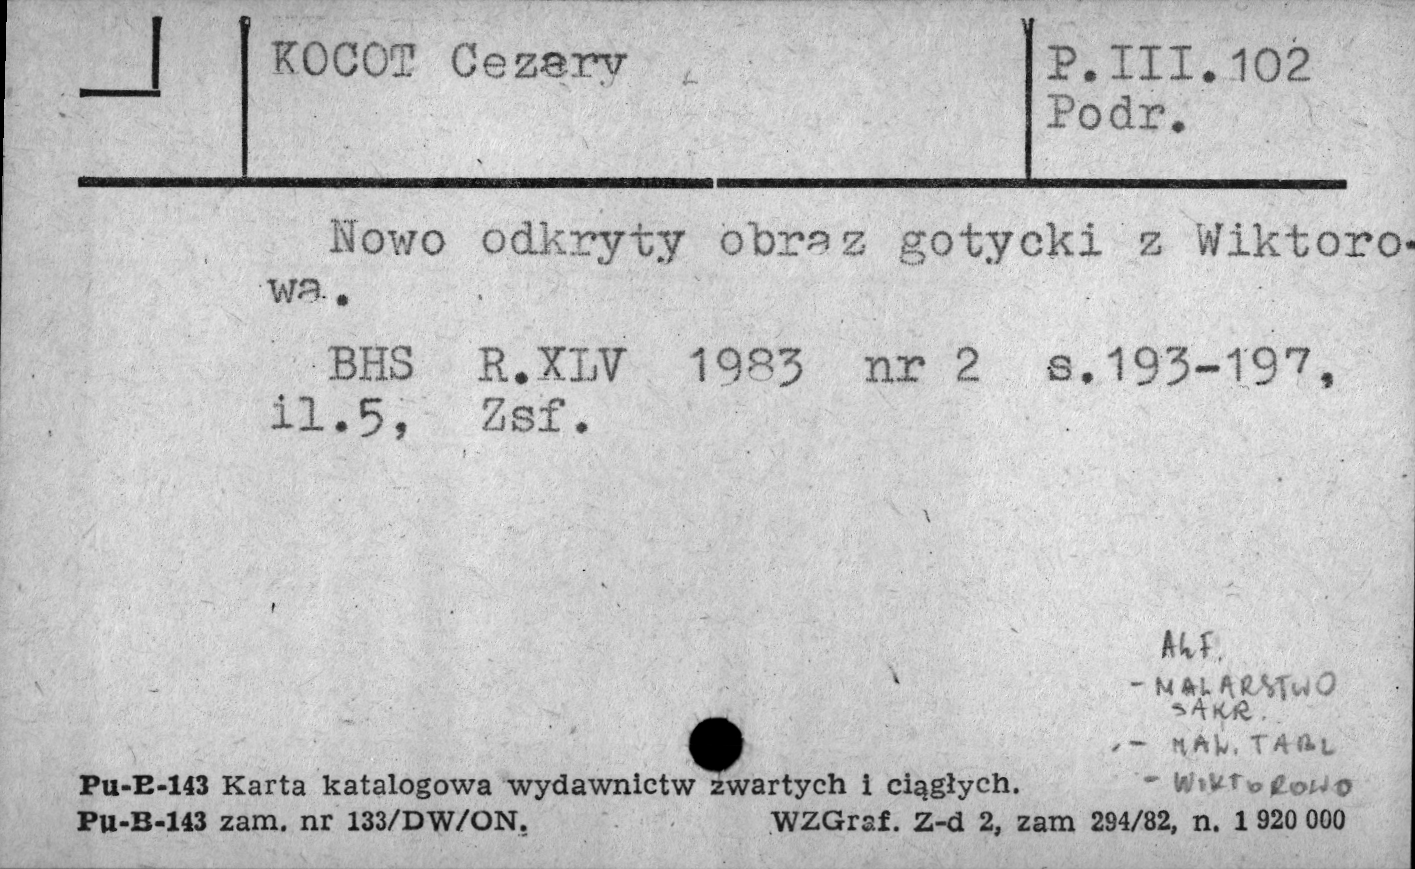 KOCOT Cezary
P.III.102
Podr.
Nowo odkryty obraz gotycki z Wiktoro-
wa.
BHS R.XLV 1983 nr 2 s.193-197,
il.5, Zsf.
ALF.
- MALARSTWO
SAKR.
- MAL. TABL
- WIKTOROWO
Pu-B-143 Karta katalogowa wydawnictw zwartych i ciągłych.
Pu-B-143 zam. nr 133/DW/ON. WZGraf. Z-d 2, zam 294/82, n. 1 920 000